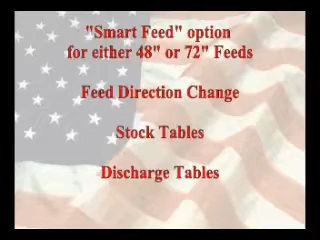 "Smart Feed" option
for either 48" or 72" Feeds
Feed Direction Change
Stock Tables
Discharge Tables